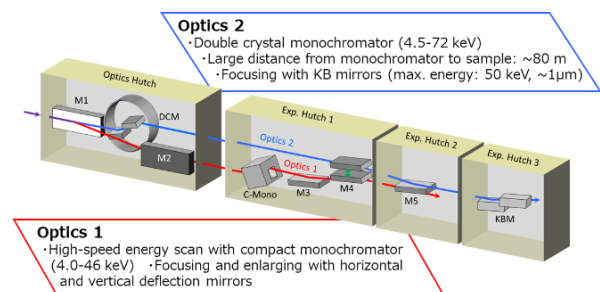 Optics 2
・Double crystal monochromator (4.5-72 keV)
・Large distance from monochromator to sample: ~80 m
・Focusing with KB mirrors (max. energy: 50 keV, ~1μm)
Optics Hutch
M1
DCM
M2
Exp. Hutch 1
Optics 2
Optics 1
C-Mono
M3
M4
Exp. Hutch 2
M5
Exp. Hutch 3
KBM
Optics 1
・High-speed energy scan with compact monochromator
(4.0-46 keV) ・Focusing and enlarging with horizontal
and vertical deflection mirrors